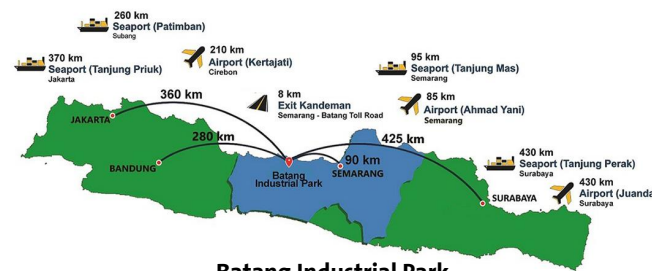 260 km
Seaport (Patimban)
Subang
370 km
Seaport (Tanjung Priuk)
Jakarta
210 km
Airport (Kertajati)
Cirebon
8 km
Exit Kandeman
Semarang - Batang Toll Road
95 km
Seaport (Tanjung Mas)
Semarang
85 km
Airport (Ahmad Yani)
Semarang
360 km
JAKARTA
280 km
BANDUNG
425 km
90 km
Batang
Industrial Park
SEMARANG
430 km
Seaport (Tanjung Perak)
Surabaya
430 km
Airport (Juanda
Surabaya
SURABAYA
Batang Industrial Park